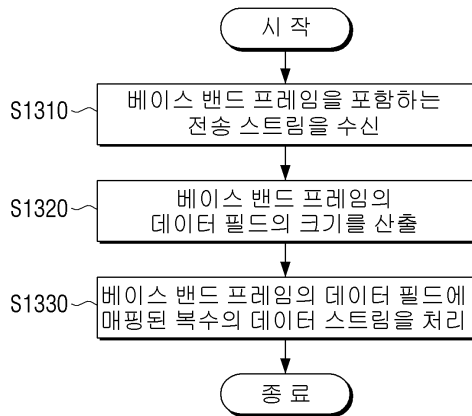 시 작
S1310
베이스 밴드 프레임을 포함하는
전송 스트림을 수신
S1320
베이스 밴드 프레임의
데이터 필드의 크기를 산출
S1330
베이스 밴드 프레임의 데이터 필드에
매핑된 복수의 데이터 스트림을 처리
종 료